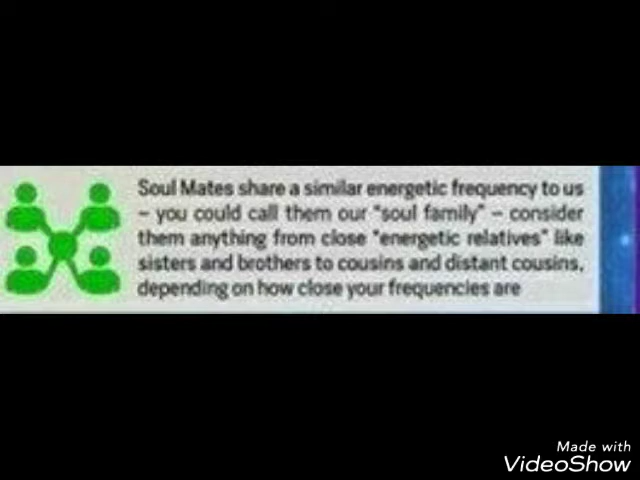 Soul Mates share a similar energetic frequency to us
– you could call them our "soul family" – consider
them anything from close "energetic relatives" like
sisters and brothers to cousins and distant cousins,
depending on how close your frequencies are
Made with
VideoShow